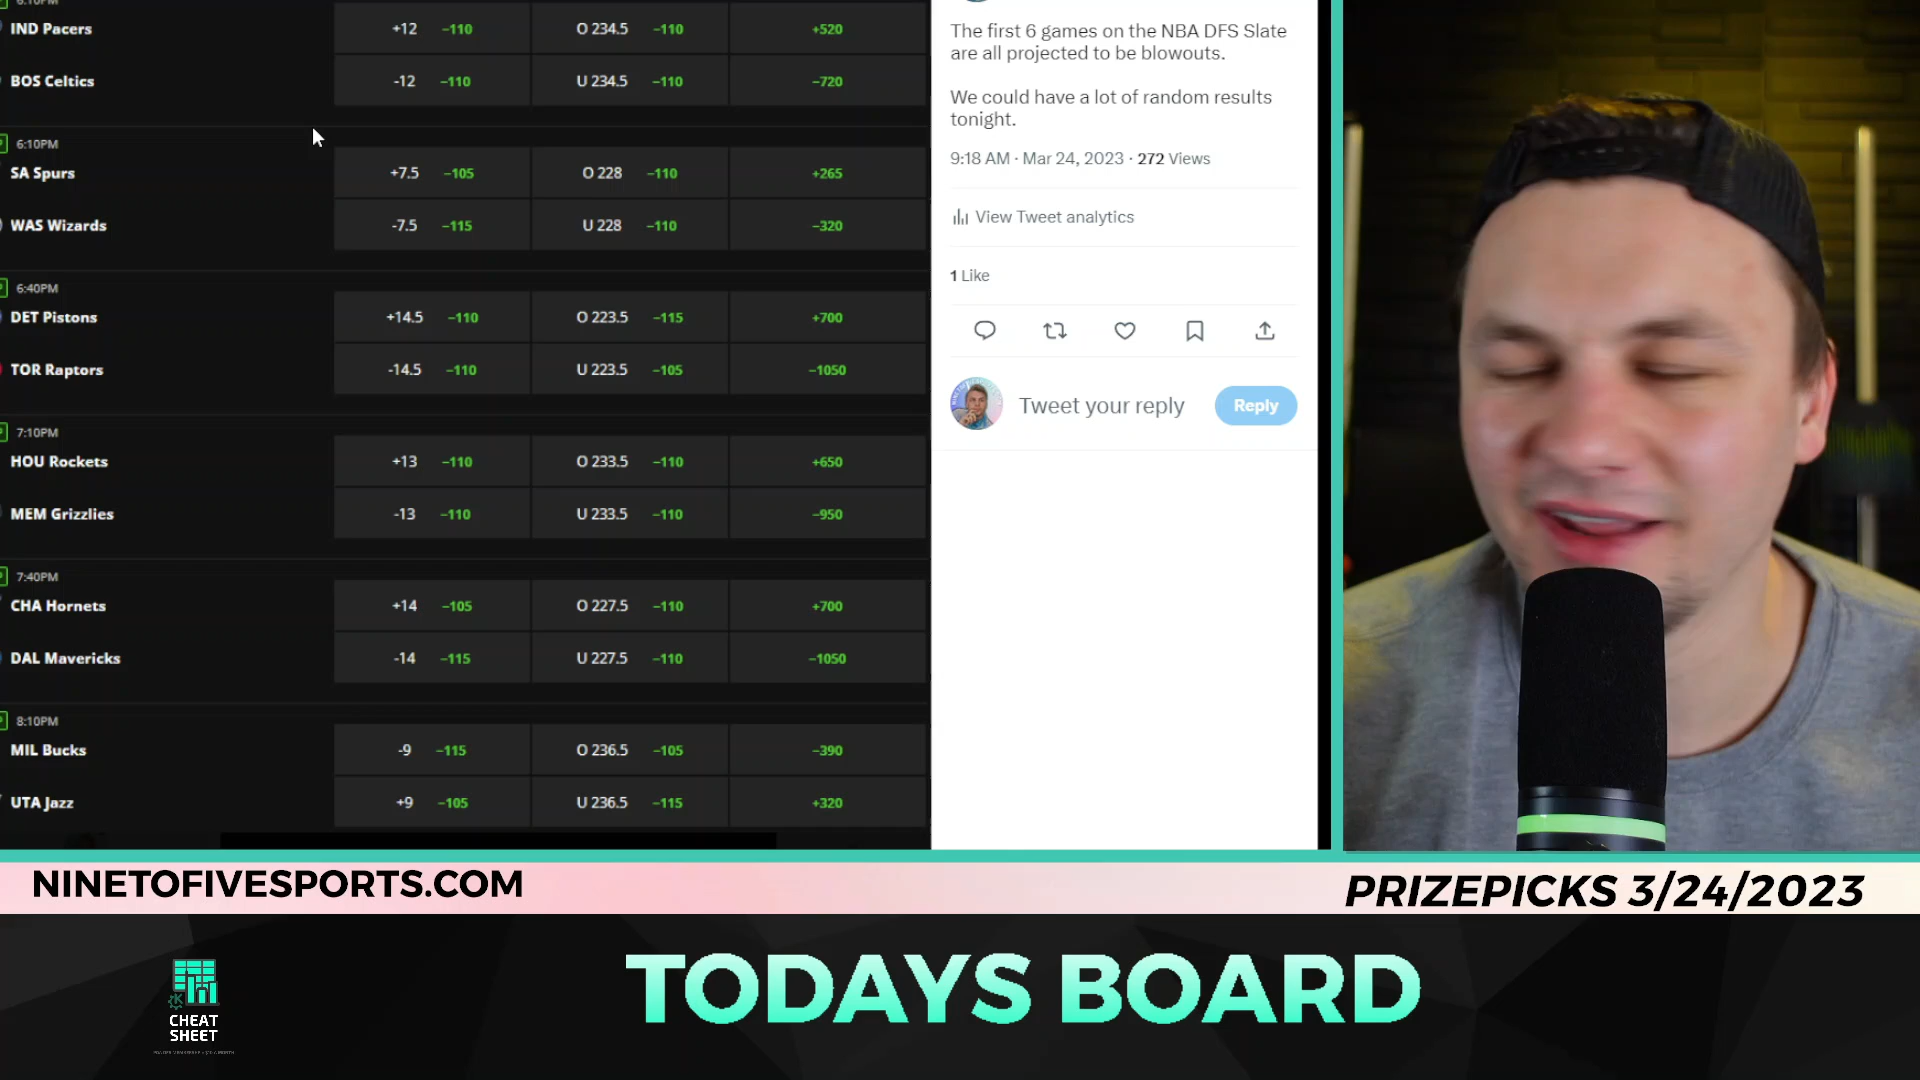 6:10PM
IND Pacers +12 −110 O 234.5 −110 +520
BOS Celtics -12 −110 U 234.5 −110 −720
6:10PM
SA Spurs +7.5 −105 O 228 −110 +265
WAS Wizards -7.5 −115 U 228 −110 −320
6:40PM
DET Pistons +14.5 −110 O 223.5 −115 +700
TOR Raptors -14.5 −110 U 223.5 −105 −1050
7:10PM
HOU Rockets +13 −110 O 233.5 −110 +650
MEM Grizzlies -13 −110 U 233.5 −110 −950
7:40PM
CHA Hornets +14 −105 O 227.5 −110 +700
DAL Mavericks -14 −115 U 227.5 −110 −1050
8:10PM
MIL Bucks -9 −115 O 236.5 −105 −390
UTA Jazz +9 −105 U 236.5 −115 +320
The first 6 games on the NBA DFS Slate
are all projected to be blowouts.
We could have a lot of random results
tonight.
9:18 AM · Mar 24, 2023 · 272 Views
View Tweet analytics
1 Like
Tweet your reply
Reply
NINETOFIVESPORTS.COM
PRIZEPICKS 3/24/2023
TODAYS BOARD
CHEAT
SHEET